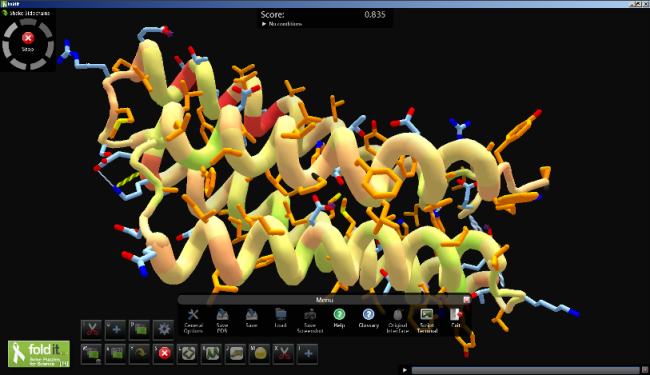 foldit
Shake Sidechains
Stop
Score: 0.835
▶ No conditions
Menu
General Options
Save PDB
Save
Load
Save Screenshot
Help
Glossary
Original Interface
Script Terminal
Exit
foldit
Solve Puzzles
for Science